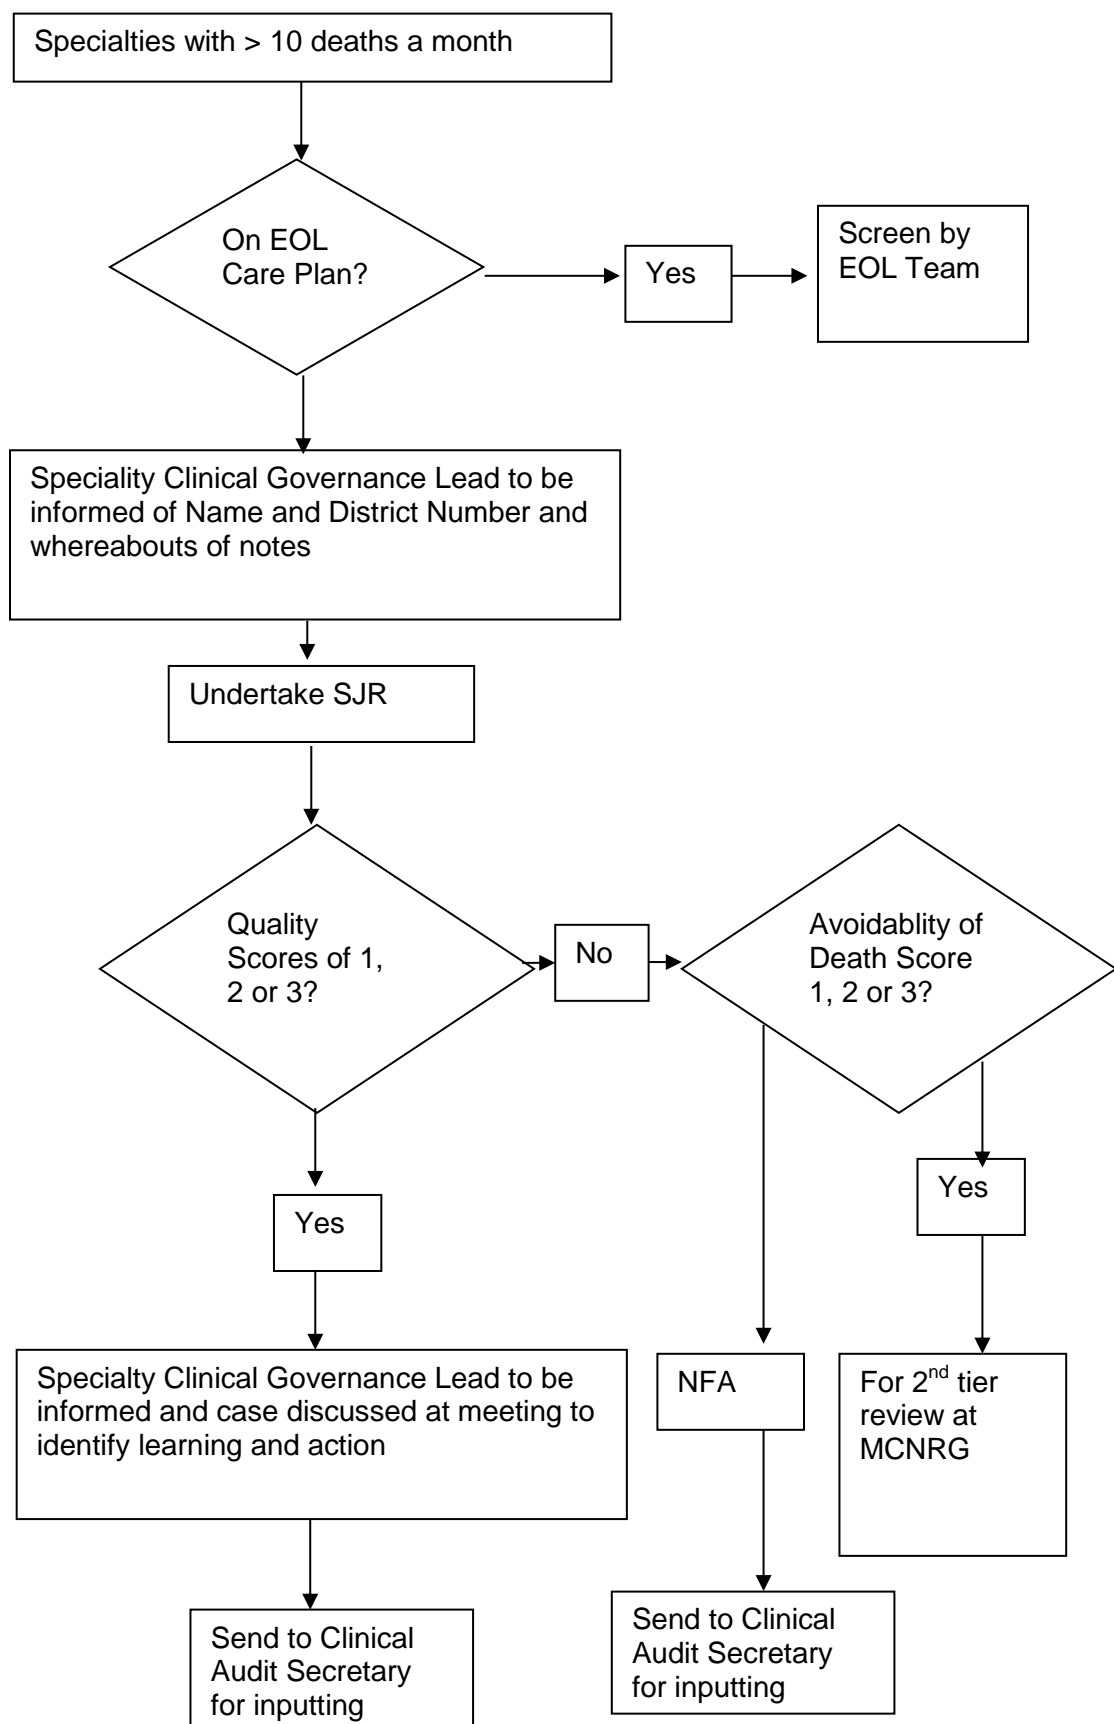 Specialties with > 10 deaths a month
On EOL
Care Plan?
Yes
Screen by
EOL Team
Speciality Clinical Governance Lead to be
informed of Name and District Number and
whereabouts of notes
Undertake SJR
Quality
Scores of 1,
2 or 3?
No
Avoidablity of
Death Score
1, 2 or 3?
Yes
Yes
Specialty Clinical Governance Lead to be
informed and case discussed at meeting to
identify learning and action
NFA
For 2nd tier
review at
MCNRG
Send to Clinical
Audit Secretary
for inputting
Send to Clinical
Audit Secretary
for inputting